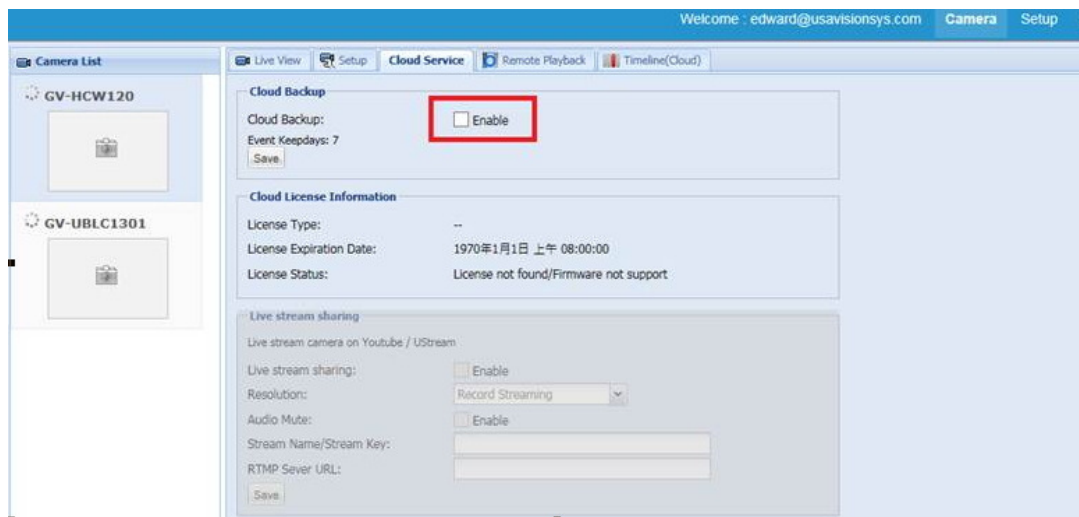 Welcome : edward@usavisionsys.com Camera Setup
Camera List
GV-HCW120
GV-UBLC1301
Live View Setup Cloud Service Remote Playback Timeline(Cloud)
Cloud Backup
Cloud Backup: Enable
Event Keepdays: 7
Save
Cloud License Information
License Type: --
License Expiration Date: 1970年1月1日 上午 08:00:00
License Status: License not found/Firmware not support
Live stream sharing
Live stream camera on Youtube / UStream
Live stream sharing: Enable
Resolution: Record Streaming
Audio Mute: Enable
Stream Name/Stream Key:
RTMP Sever URL:
Save